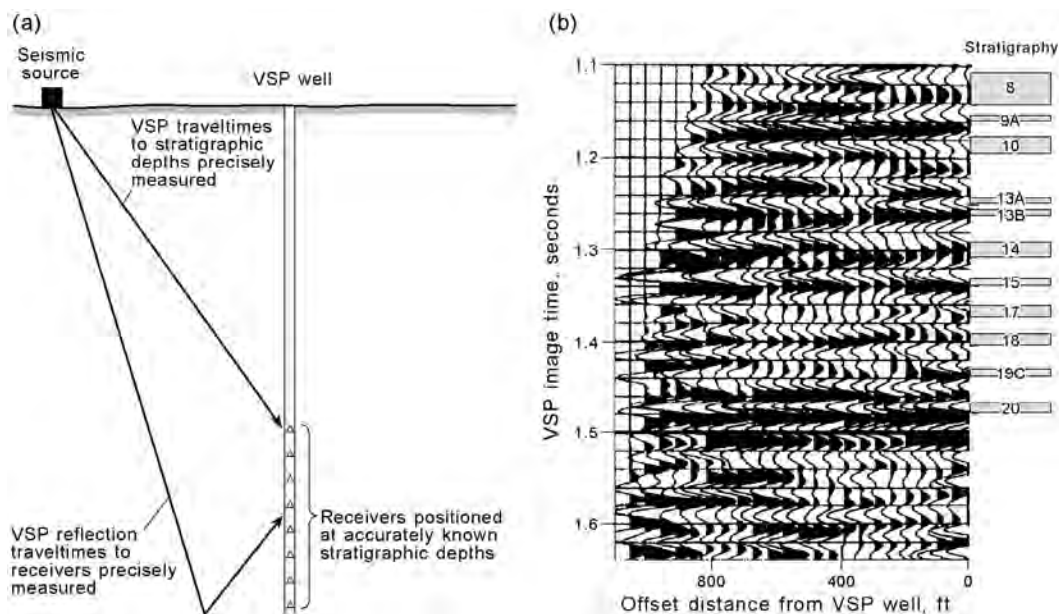 (a)
Seismic
source
VSP well
VSP traveltimes
to stratigraphic
depths precisely
measured
VSP reflection
traveltimes to
receivers precisely
measured
Receivers positioned
at accurately known
stratigraphic depths
(b)
Stratigraphy
VSP image time, seconds
1.1
1.2
1.3
1.4
1.5
1.6
8
9A
10
13A
13B
14
15
17
18
19C
20
800
400
0
Offset distance from VSP well, ft